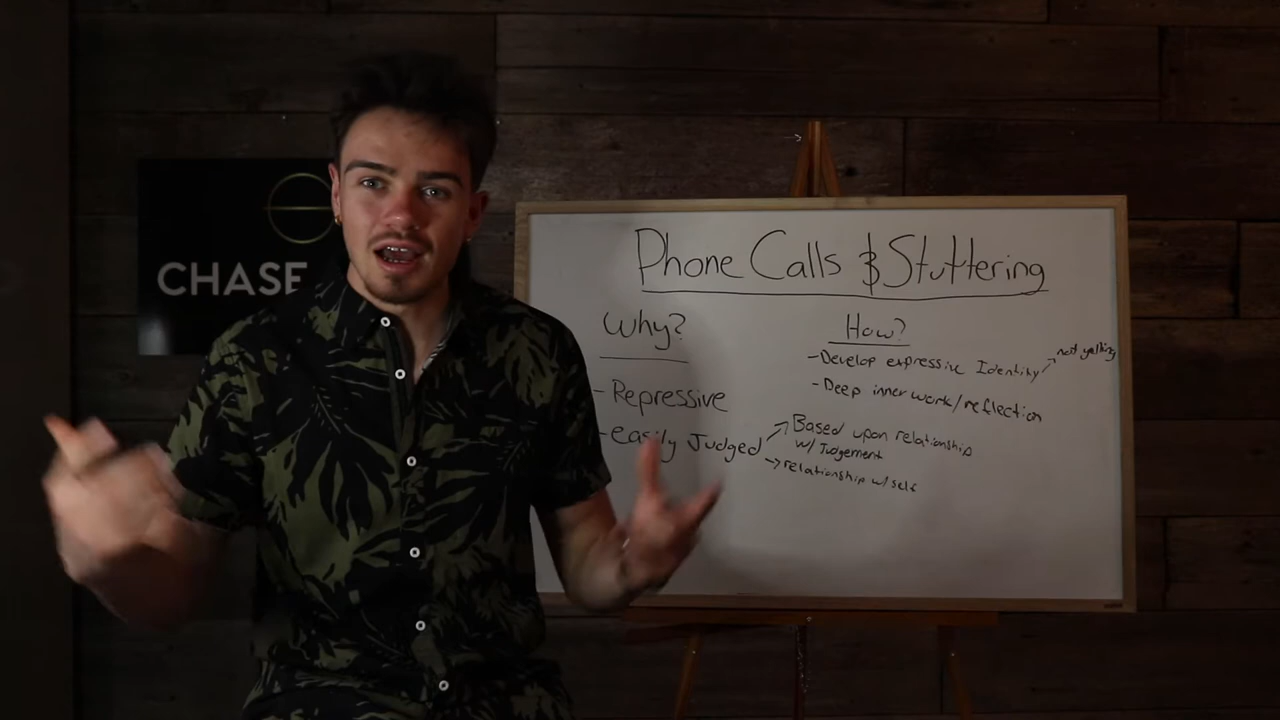 CHASE
Phone Calls & Stuttering
Why?
- Repressive
- easily Judged
How?
- Develop expressive Identity
not yelling
- Deep inner work/reflection
Based upon relationship
w/ Judgement
relationship w/ self